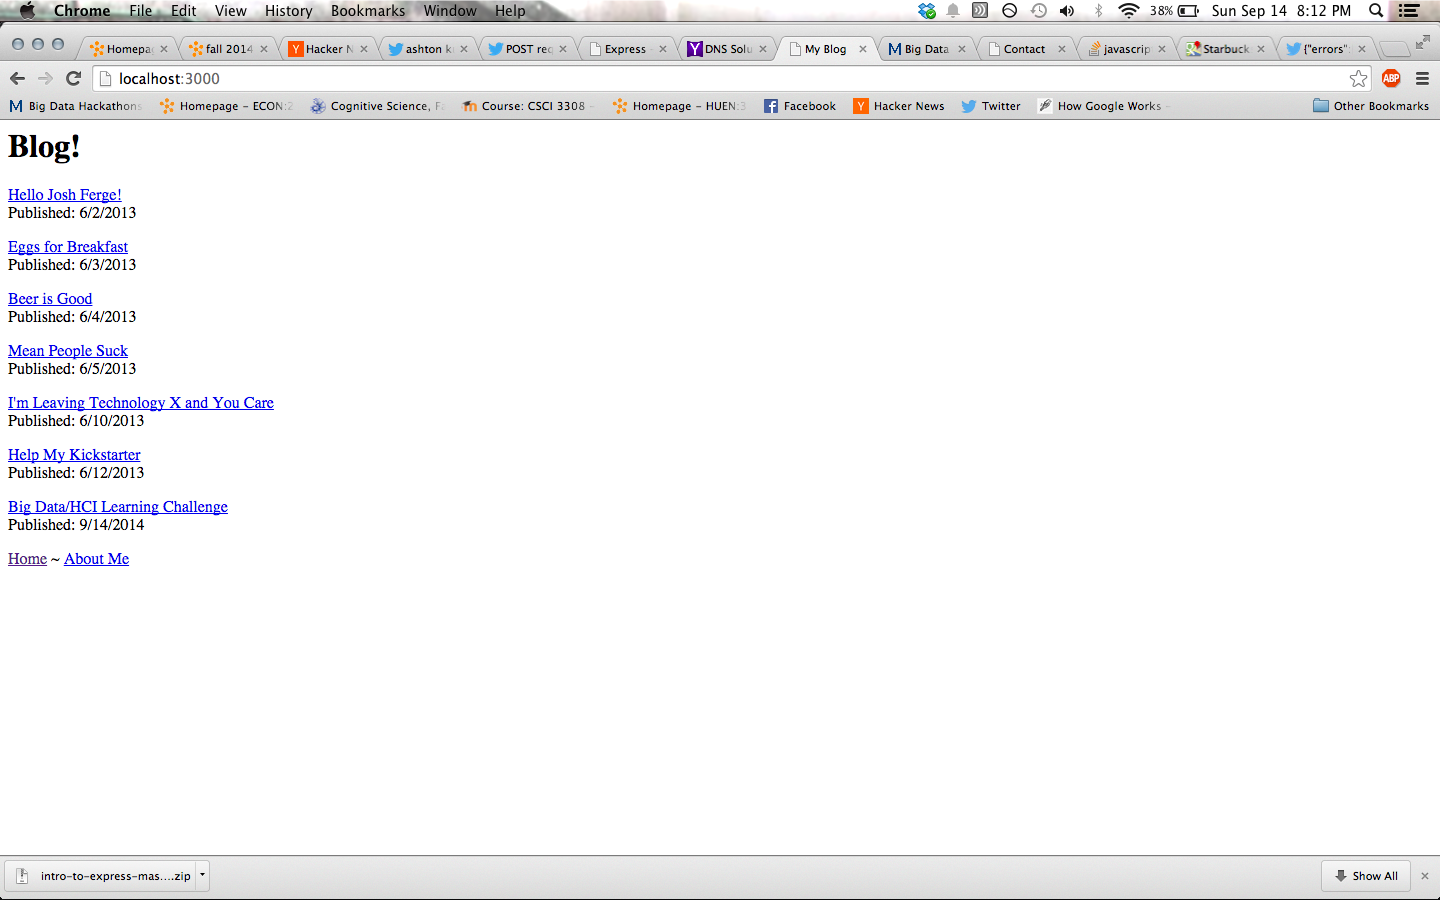 Chrome File Edit View History Bookmarks Window Help 38% Sun Sep 14 8:12 PM
Homepa fall 2014 Hacker N ashton k POST req Express DNS Solu My Blog Big Data Contact javascrip Starbuck {"errors":
localhost:3000 ABP
Big Data Hackathons Homepage – ECON:2 Cognitive Science, Fa Course: CSCI 3308 – Homepage – HUEN:3 Facebook Hacker News Twitter How Google Works – Other Bookmarks
Blog!
Hello Josh Ferge!
Published: 6/2/2013
Eggs for Breakfast
Published: 6/3/2013
Beer is Good
Published: 6/4/2013
Mean People Suck
Published: 6/5/2013
I'm Leaving Technology X and You Care
Published: 6/10/2013
Help My Kickstarter
Published: 6/12/2013
Big Data/HCI Learning Challenge
Published: 9/14/2014
Home ~ About Me
intro-to-express-mas....zip Show All